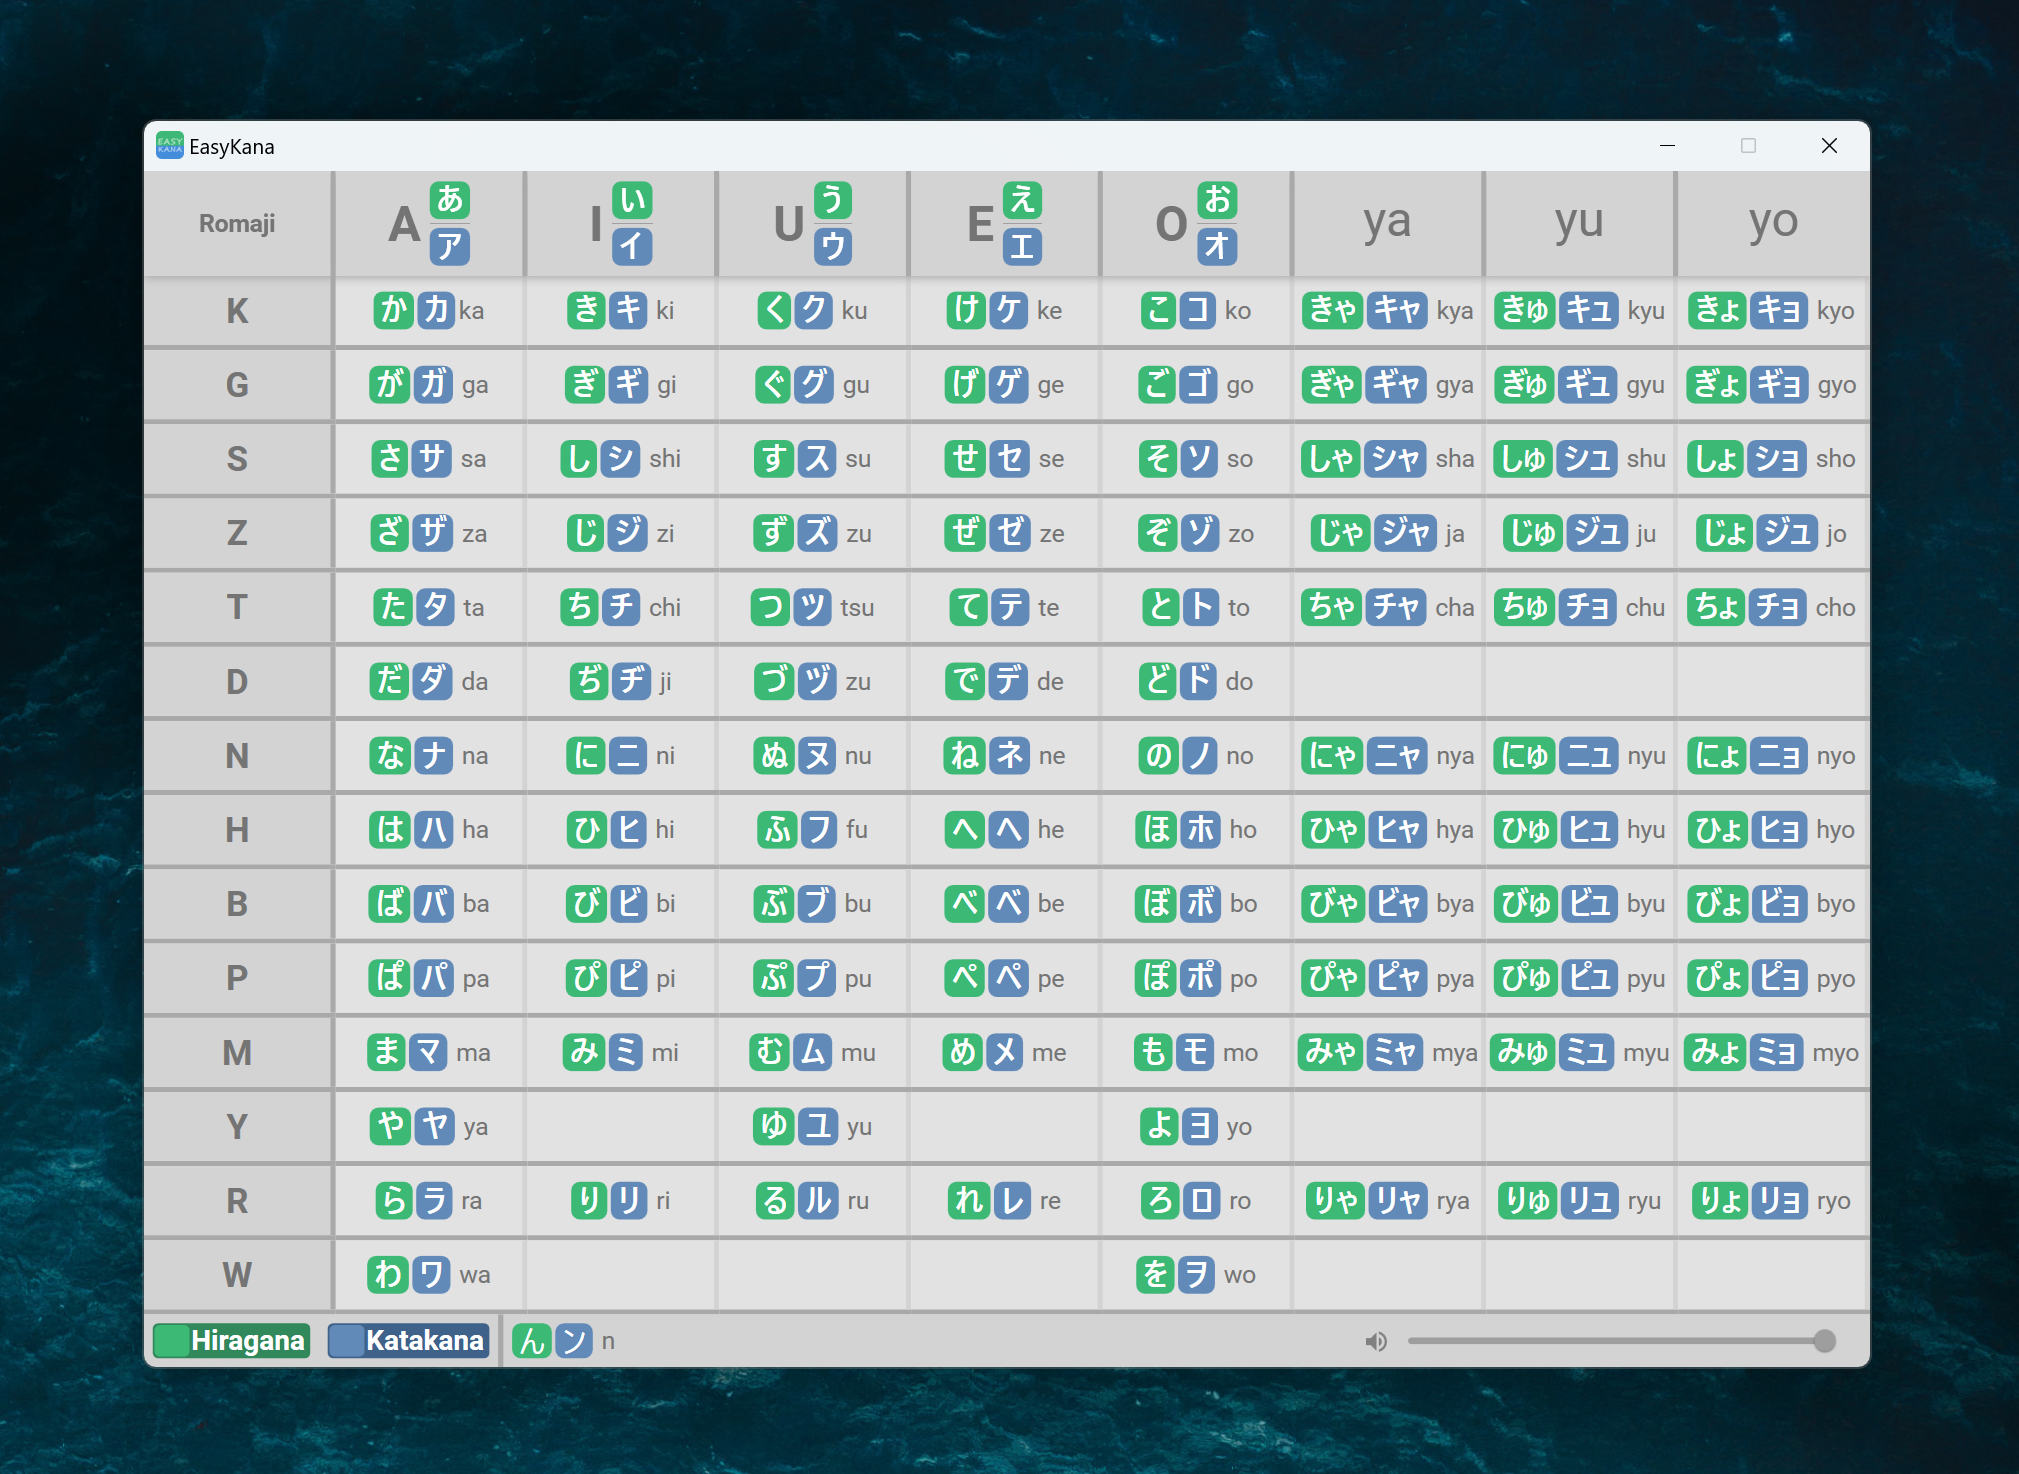 EASY KANA EasyKana
Romaji A あ ア I い イ U う ウ E え エ O お オ ya yu yo
K か カ ka き キ ki く ク ku け ケ ke こ コ ko きゃ キャ kya きゅ キュ kyu きょ キョ kyo
G が ガ ga ぎ ギ gi ぐ グ gu げ ゲ ge ご ゴ go ぎゃ ギャ gya ぎゅ ギュ gyu ぎょ ギョ gyo
S さ サ sa し シ shi す ス su せ セ se そ ソ so しゃ シャ sha しゅ シュ shu しょ ショ sho
Z ざ ザ za じ ジ zi ず ズ zu ぜ ゼ ze ぞ ゾ zo じゃ ジャ ja じゅ ジュ ju じょ ジュ jo
T た タ ta ち チ chi つ ツ tsu て テ te と ト to ちゃ チャ cha ちゅ チョ chu ちょ チョ cho
D だ ダ da ぢ ヂ ji づ ヅ zu で デ de ど ド do
N な ナ na に ニ ni ぬ ヌ nu ね ネ ne の ノ no にゃ ニャ nya にゅ ニュ nyu にょ ニョ nyo
H は ハ ha ひ ヒ hi ふ フ fu へ ヘ he ほ ホ ho ひゃ ヒャ hya ひゅ ヒュ hyu ひょ ヒョ hyo
B ば バ ba び ビ bi ぶ ブ bu べ ベ be ぼ ボ bo びゃ ビャ bya びゅ ビュ byu びょ ビョ byo
P ぱ パ pa ぴ ピ pi ぷ プ pu ぺ ペ pe ぽ ポ po ぴゃ ピャ pya ぴゅ ピュ pyu ぴょ ピョ pyo
M ま マ ma み ミ mi む ム mu め メ me も モ mo みゃ ミャ mya みゅ ミュ myu みょ ミョ myo
Y や ヤ ya ゆ ユ yu よ ヨ yo
R ら ラ ra り リ ri る ル ru れ レ re ろ ロ ro りゃ リャ rya りゅ リュ ryu りょ リョ ryo
W わ ワ wa を ヲ wo
Hiragana Katakana ん ン n